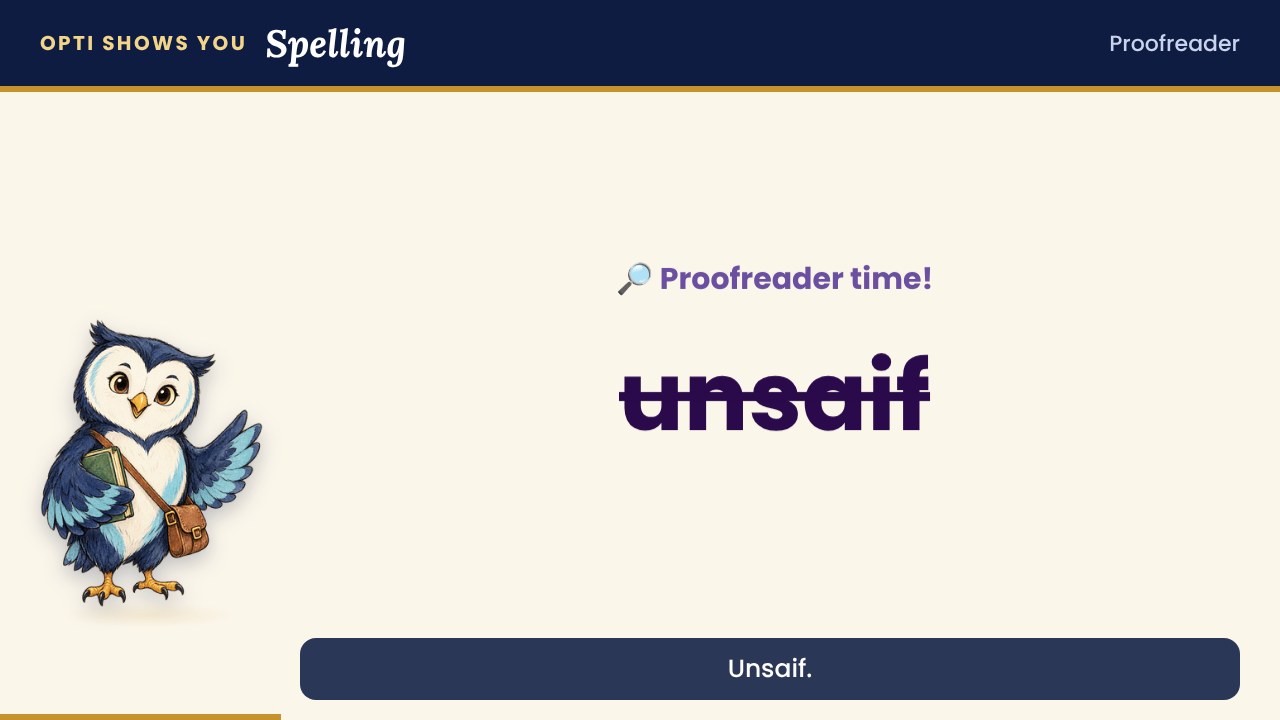 OPTI SHOWS YOU Spelling
Proofreader
🔎 Proofreader time!
unsaif
Unsaif.